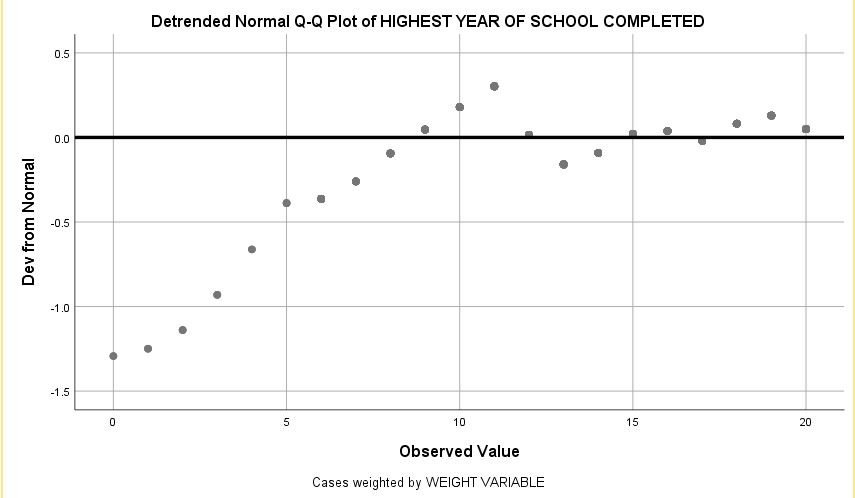 Detrended Normal Q-Q Plot of HIGHEST YEAR OF SCHOOL COMPLETED
Dev from Normal
0.5
0.0
-0.5
-1.0
-1.5
0 5 10 15 20
Observed Value
Cases weighted by WEIGHT VARIABLE